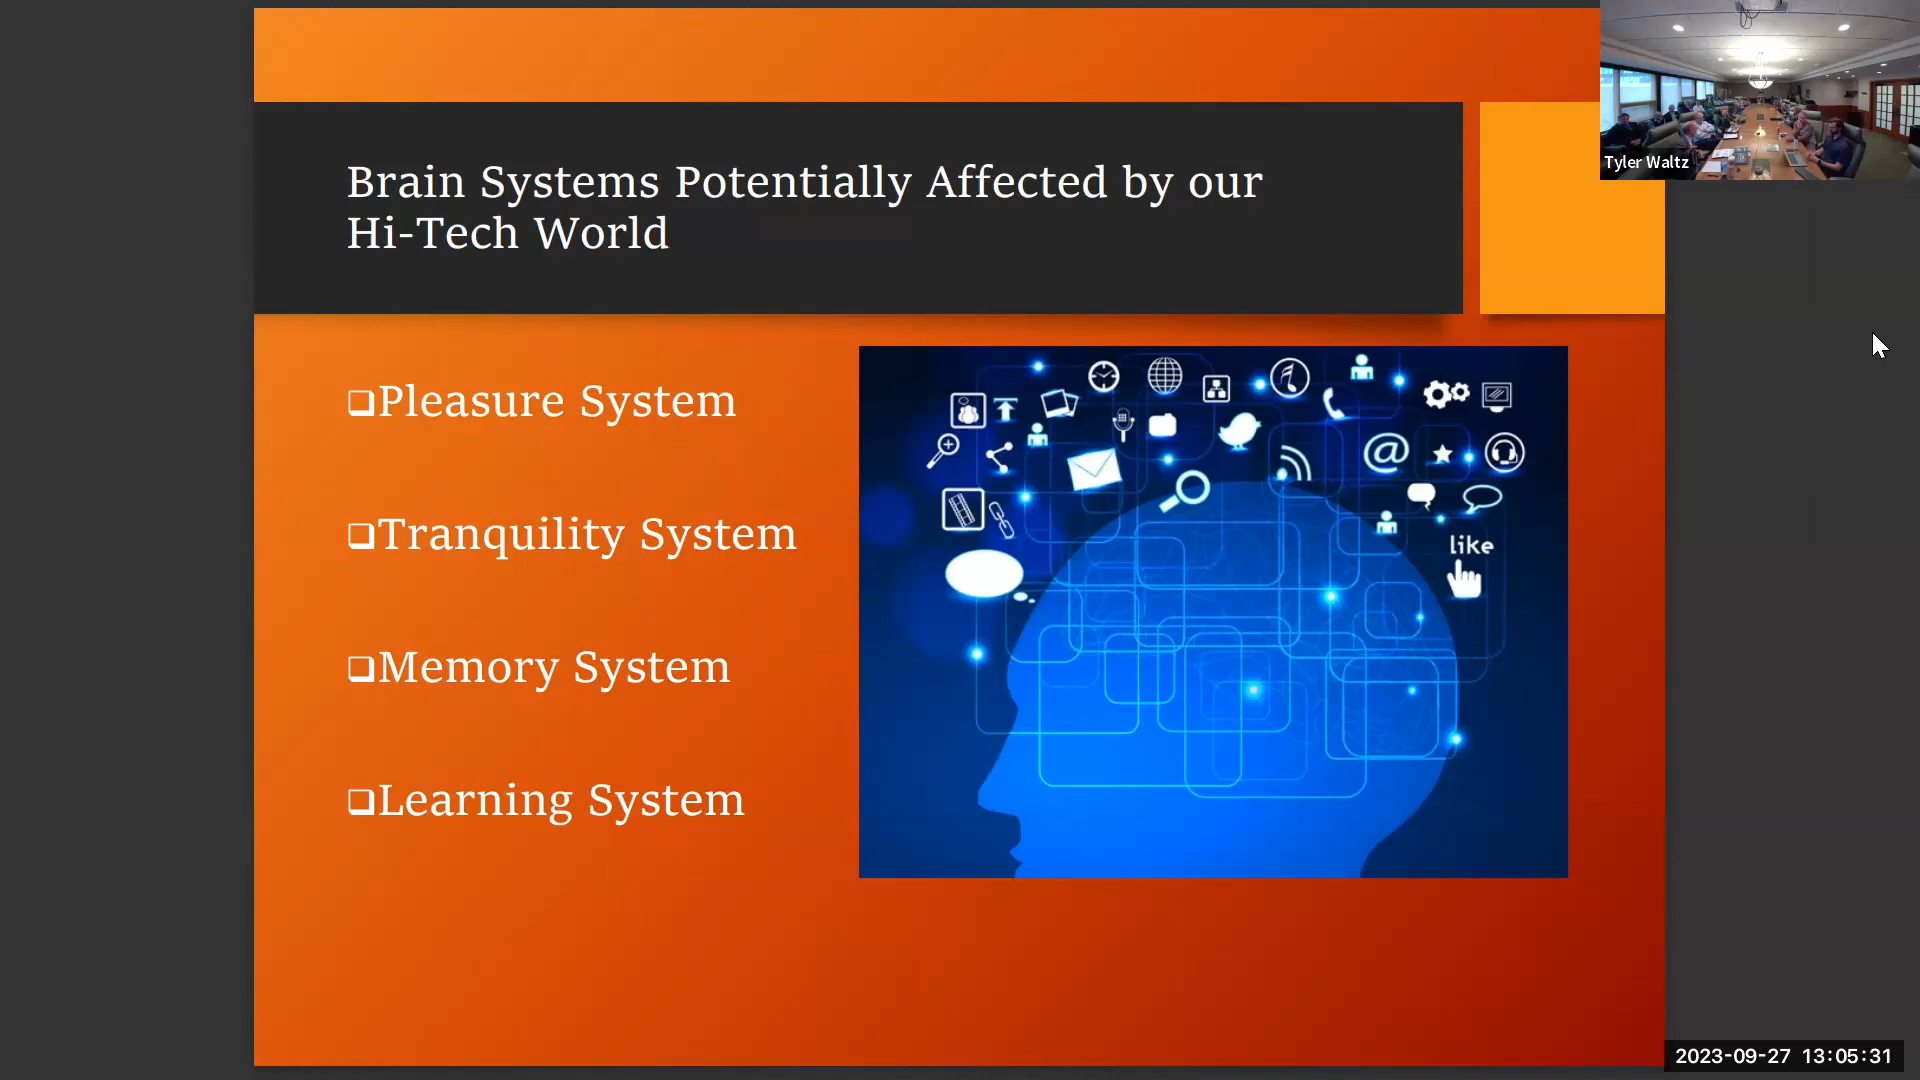 Tyler Waltz
Brain Systems Potentially Affected by our
Hi-Tech World
❑Pleasure System
❑Tranquility System
❑Memory System
❑Learning System
@
like
2023-09-27 13:05:31